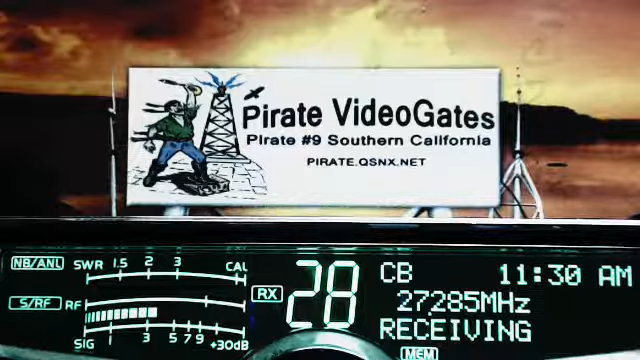 Pirate VideoGates
Pirate #9 Southern California
PIRATE.QSNX.NET
NB/ANL SWR 1 1.5 2 3 CAL
CB 11:30 AM
S/RF RF RX 28 27285MHz
SIG 1 3 5 7 9 +30dB RECEIVING
MEM